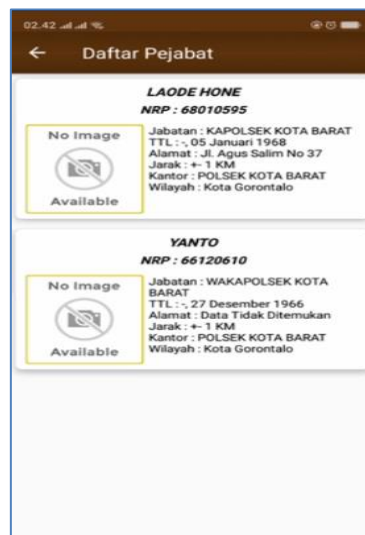 02.42
Daftar Pejabat
LAODE HONE
NRP : 68010595
No Image
Available
Jabatan : KAPOLSEK KOTA BARAT
TTL : -, 05 Januari 1968
Alamat : Jl. Agus Salim No 37
Jarak : +- 1 KM
Kantor : POLSEK KOTA BARAT
Wilayah : Kota Gorontalo
YANTO
NRP : 66120610
No Image
Available
Jabatan : WAKAPOLSEK KOTA
BARAT
TTL : -, 27 Desember 1966
Alamat : Data Tidak Ditemukan
Jarak : +- 1 KM
Kantor : POLSEK KOTA BARAT
Wilayah : Kota Gorontalo